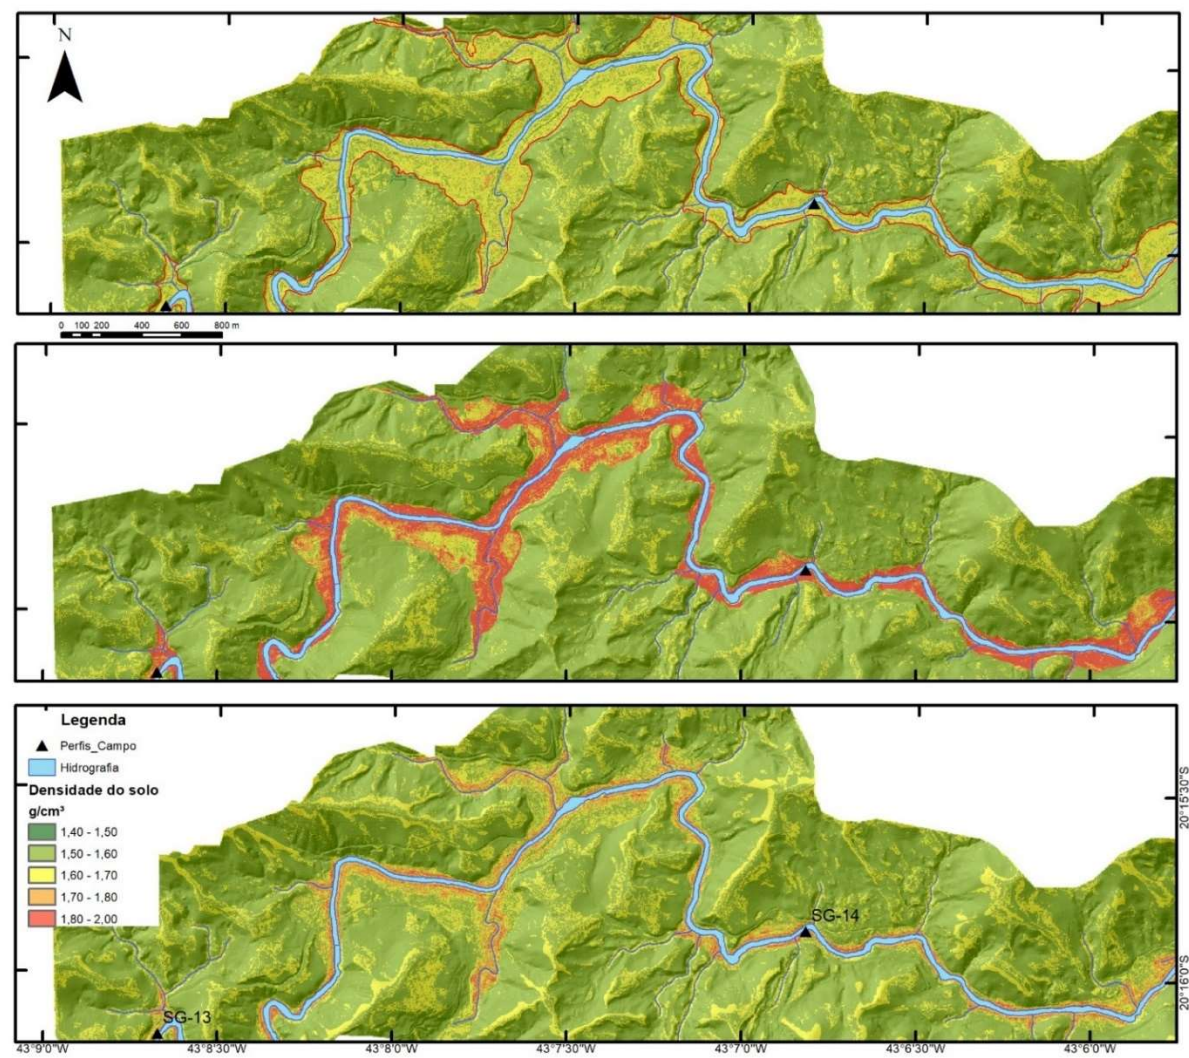 N
0 100 200 400 600 800 m
Legenda
Perfis_Campo
Hidrografia
Densidade do solo
g/cm³
1,40 - 1,50
1,50 - 1,60
1,60 - 1,70
1,70 - 1,80
1,80 - 2,00
SG-14
SG-13
20°15'30"S
20°16'0"S
43°9'0"W 43°8'30"W 43°8'0"W 43°7'30"W 43°7'0"W 43°6'30"W 43°6'0"W